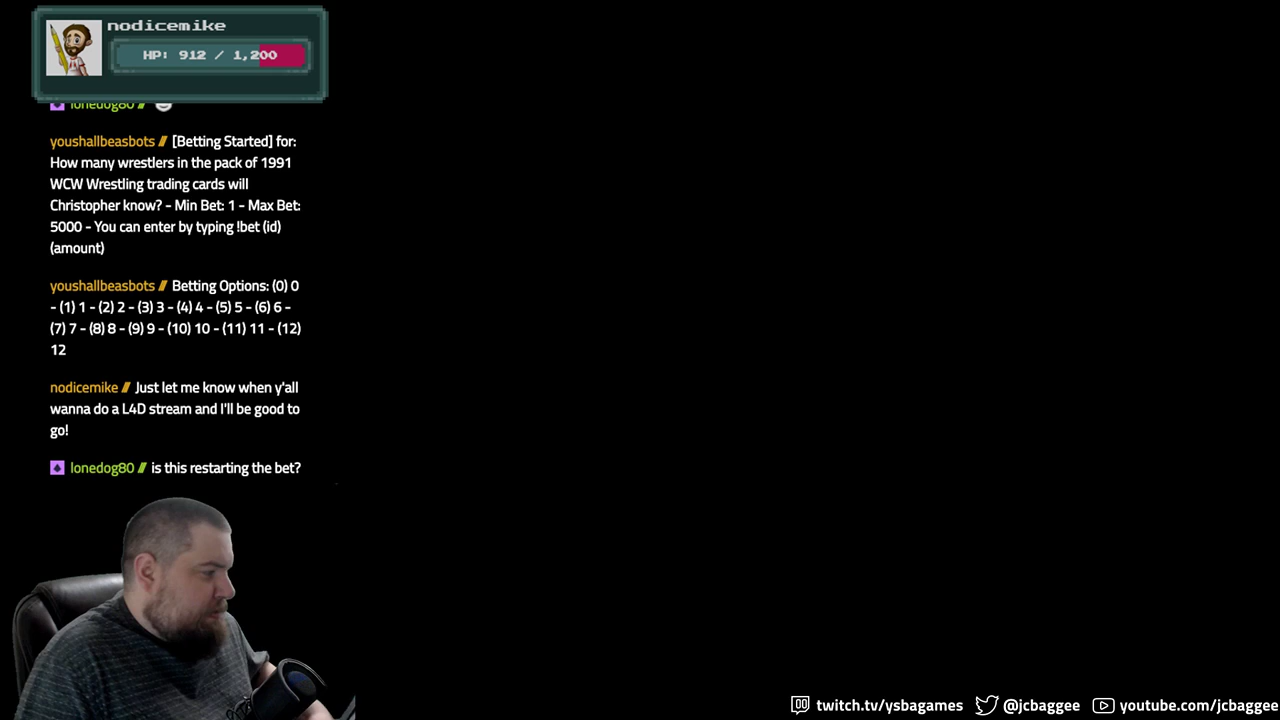 nodicemike
HP: 912 / 1,200
lonedog80 //
youshallbeasbots // [Betting Started] for:
How many wrestlers in the pack of 1991
WCW Wrestling trading cards will
Christopher know? - Min Bet: 1 - Max Bet:
5000 - You can enter by typing !bet (id)
(amount)
youshallbeasbots // Betting Options: (0) 0
- (1) 1 - (2) 2 - (3) 3 - (4) 4 - (5) 5 - (6) 6 -
(7) 7 - (8) 8 - (9) 9 - (10) 10 - (11) 11 - (12)
12
nodicemike // Just let me know when y'all
wanna do a L4D stream and I'll be good to
go!
lonedog80 // is this restarting the bet?
twitch.tv/ysbagames @jcbaggee youtube.com/jcbaggee